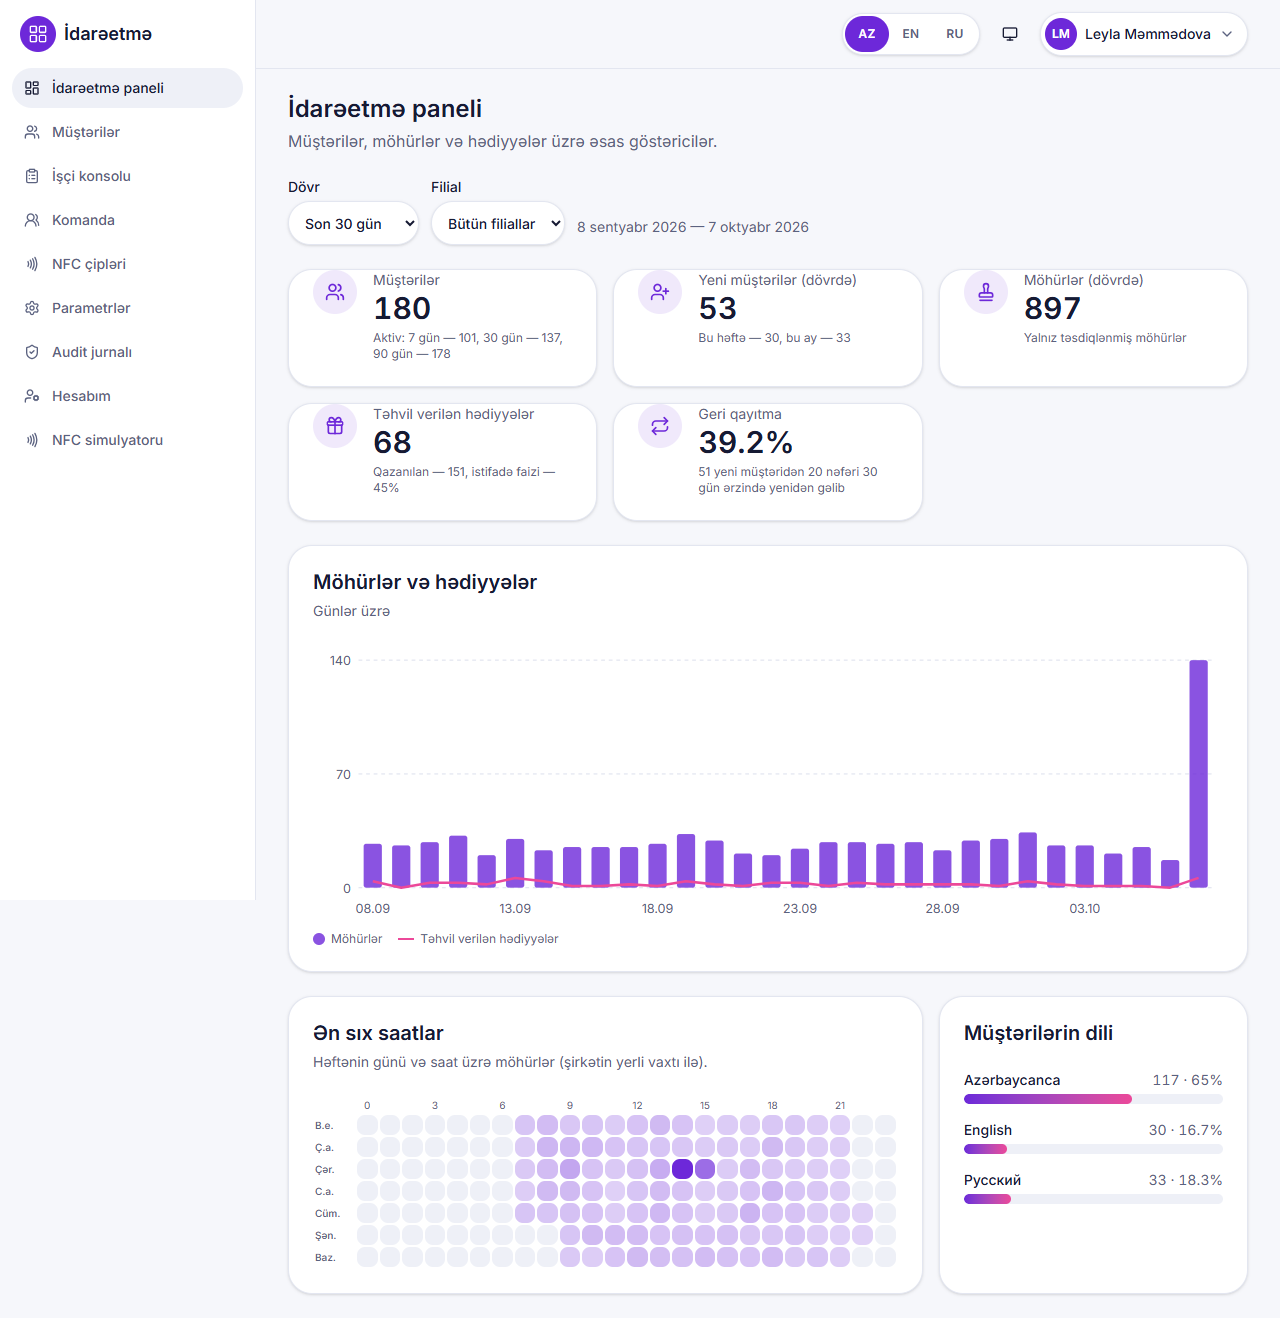 İdarəetmə
AZ EN RU
LM Leyla Məmmədova
İdarəetmə paneli
Müştərilər
İşçi konsolu
Komanda
NFC çipləri
Parametrlər
Audit jurnalı
Hesabım
NFC simulyatoru
İdarəetmə paneli
Müştərilər, möhürlər və hədiyyələr üzrə əsas göstəricilər.
Dövr
Filial
Son 30 gün
Bütün filiallar
8 sentyabr 2026 — 7 oktyabr 2026
Müştərilər
180
Aktiv: 7 gün — 101, 30 gün — 137,
90 gün — 178
Yeni müştərilər (dövrdə)
53
Bu həftə — 30, bu ay — 33
Möhürlər (dövrdə)
897
Yalnız təsdiqlənmiş möhürlər
Təhvil verilən hədiyyələr
68
Qazanılan — 151, istifadə faizi —
45%
Geri qayıtma
39.2%
51 yeni müştəridən 20 nəfəri 30
gün ərzində yenidən gəlib
Möhürlər və hədiyyələr
Günlər üzrə
140
70
0
08.09 13.09 18.09 23.09 28.09 03.10
Möhürlər
Təhvil verilən hədiyyələr
Ən sıx saatlar
Həftənin günü və saat üzrə möhürlər (şirkətin yerli vaxtı ilə).
0 3 6 9 12 15 18 21
B.e.
Ç.a.
Çər.
C.a.
Cüm.
Şən.
Baz.
Müştərilərin dili
Azərbaycanca 117 · 65%
English 30 · 16.7%
Русский 33 · 18.3%